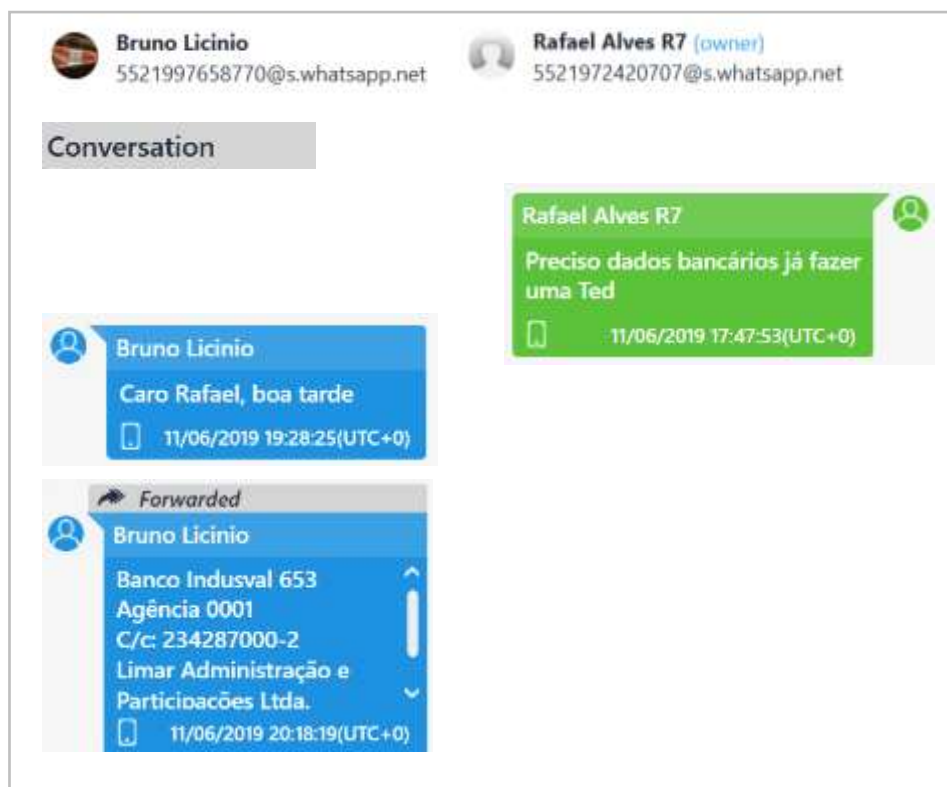 Bruno Licinio
5521997658770@s.whatsapp.net
Rafael Alves R7 (owner)
5521972420707@s.whatsapp.net
Conversation
Rafael Alves R7
Preciso dados bancários já fazer
uma Ted
11/06/2019 17:47:53(UTC+0)
Bruno Licinio
Caro Rafael, boa tarde
11/06/2019 19:28:25(UTC+0)
Forwarded
Bruno Licinio
Banco Indusval 653
Agência 0001
C/c: 234287000-2
Limar Administração e
Participações Ltda.
11/06/2019 20:18:19(UTC+0)